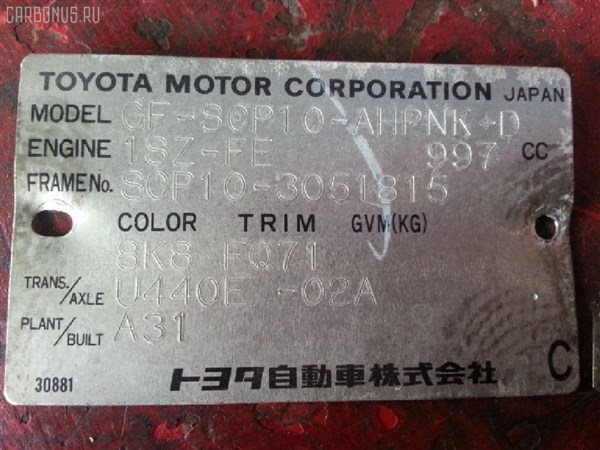 CARBONUS.RU
TOYOTA MOTOR CORPORATION JAPAN
MODEL GF-SCP10-AHPNK-D
ENGINE 1SZ-FE 997 CC
FRAME No. SCP10-3051815
COLOR TRIM GVM(KG)
8K8 FQ71
TRANS./AXLE U440E -02A
PLANT/BUILT A31
30881 トヨタ自動車株式会社 C